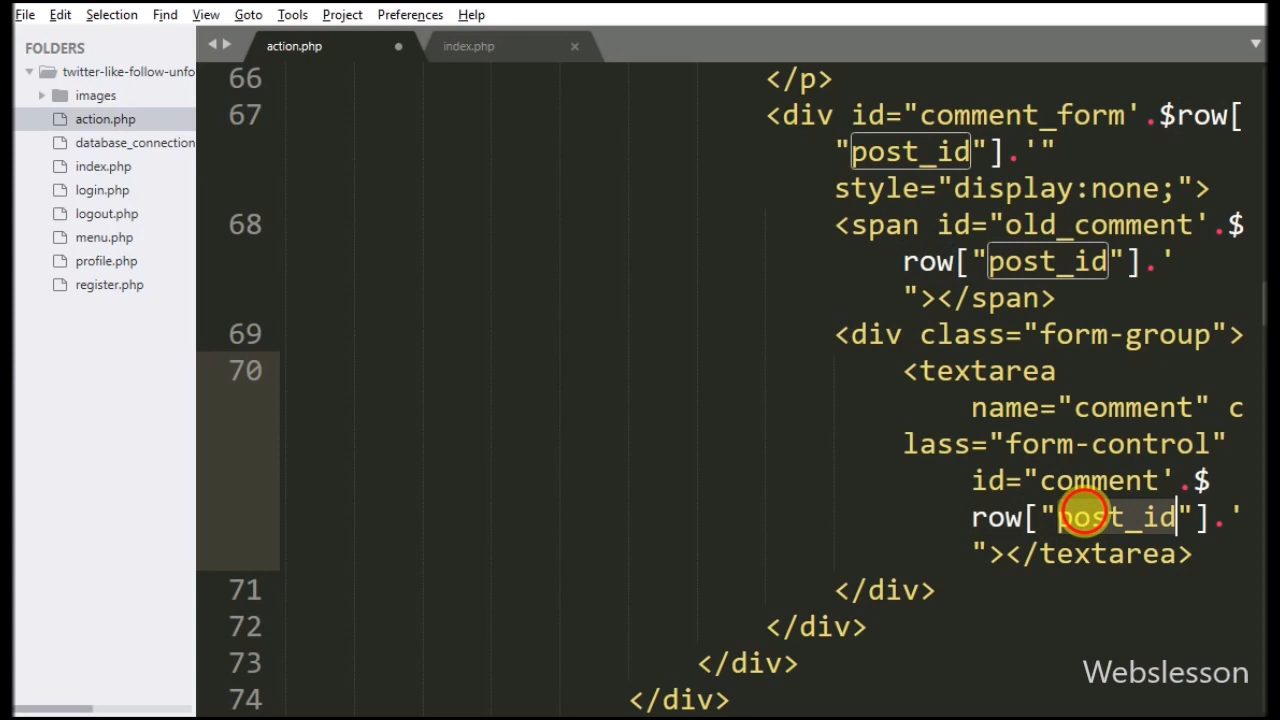 File Edit Selection Find View Goto Tools Project Preferences Help
FOLDERS
twitter-like-follow-unfo
images
action.php
database_connection
index.php
login.php
logout.php
menu.php
profile.php
register.php
action.php index.php
66 </p>
67 <div id="comment_form'.$row[
"post_id"].'"
style="display:none;">
68 <span id="old_comment'.$
row["post_id"].'
"></span>
69 <div class="form-group">
70 <textarea
name="comment" c
lass="form-control"
id="comment'.$
row["post_id"].'
"></textarea>
71 </div>
72 </div>
73 </div>
74 </div>
Webslesson